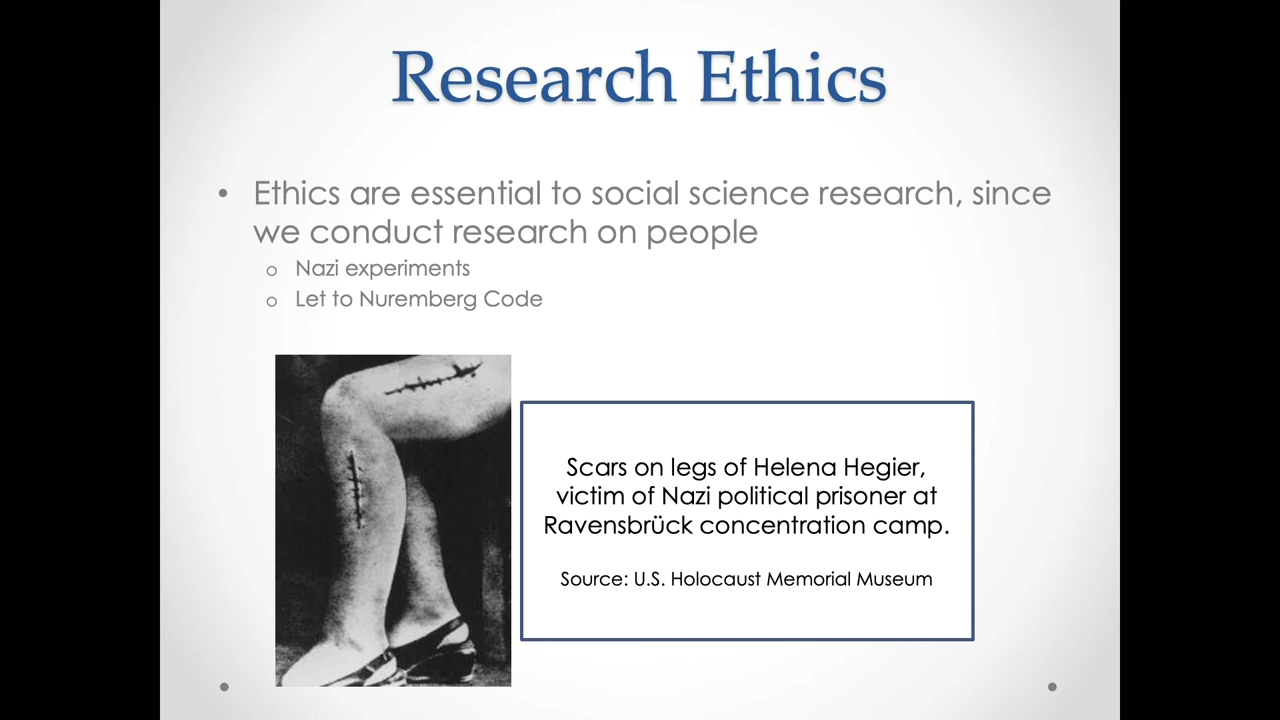 Research Ethics
• Ethics are essential to social science research, since
we conduct research on people
o Nazi experiments
o Let to Nuremberg Code
Scars on legs of Helena Hegier,
victim of Nazi political prisoner at
Ravensbrück concentration camp.
Source: U.S. Holocaust Memorial Museum